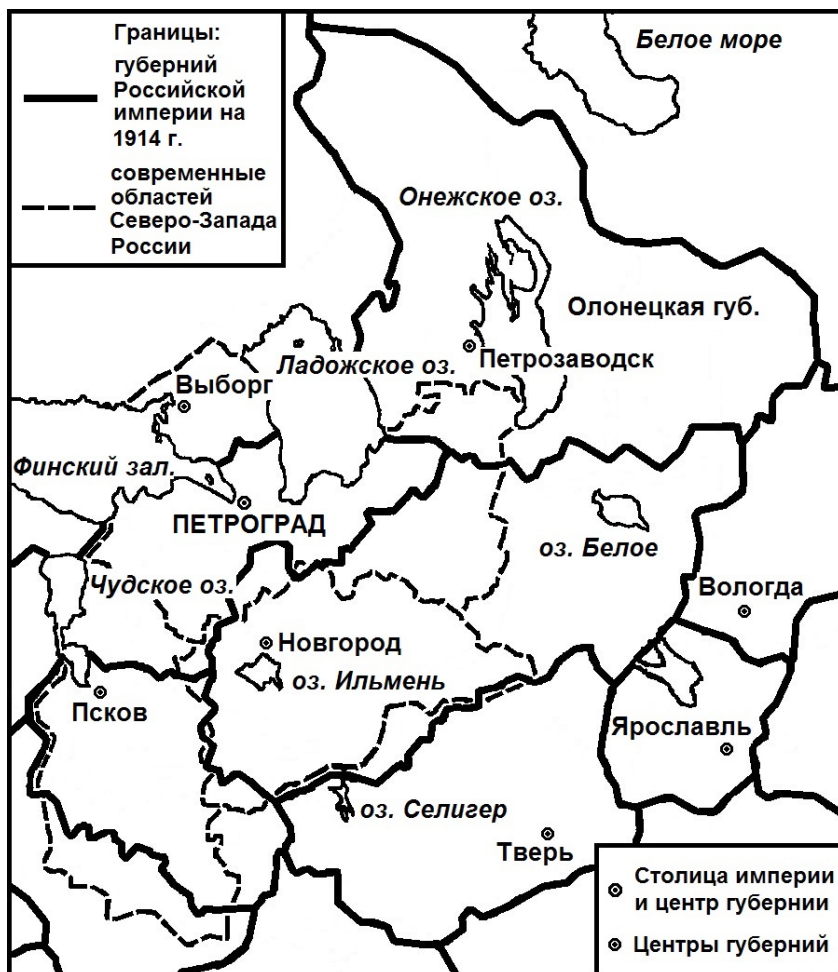 Границы:
губерний
Российской
империи на
1914 г.
современные
областей
Северо-Запада
России
Белое море
Онежское оз.
Олонецкая губ.
Петрозаводск
Ладожское оз.
Выборг
Финский зал.
ПЕТРОГРАД
оз. Белое
Чудское оз.
Вологда
Новгород
оз. Ильмень
Псков
Ярославль
оз. Селигер
Тверь
Столица империи
и центр губернии
Центры губерний